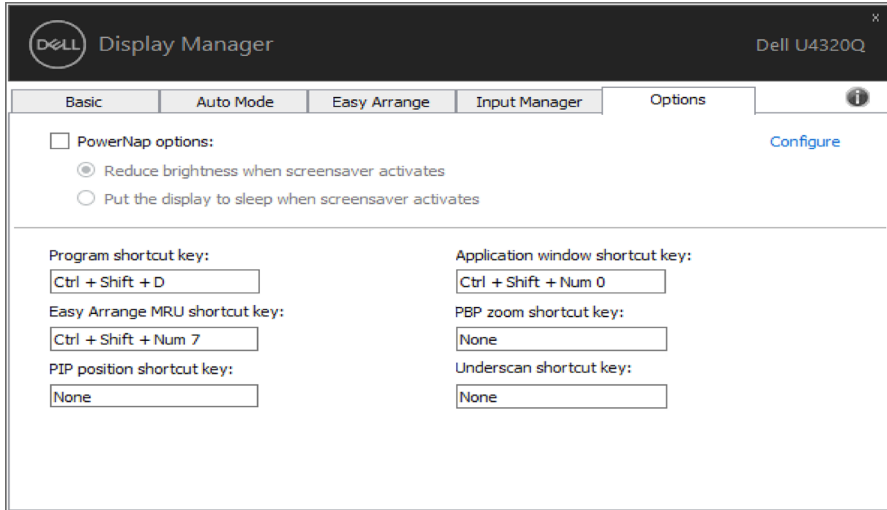 x
DELL Display Manager Dell U4320Q
Basic Auto Mode Easy Arrange Input Manager Options i
PowerNap options: Configure
Reduce brightness when screensaver activates
Put the display to sleep when screensaver activates
Program shortcut key: Application window shortcut key:
Ctrl + Shift + D Ctrl + Shift + Num 0
Easy Arrange MRU shortcut key: PBP zoom shortcut key:
Ctrl + Shift + Num 7 None
PIP position shortcut key: Underscan shortcut key:
None None